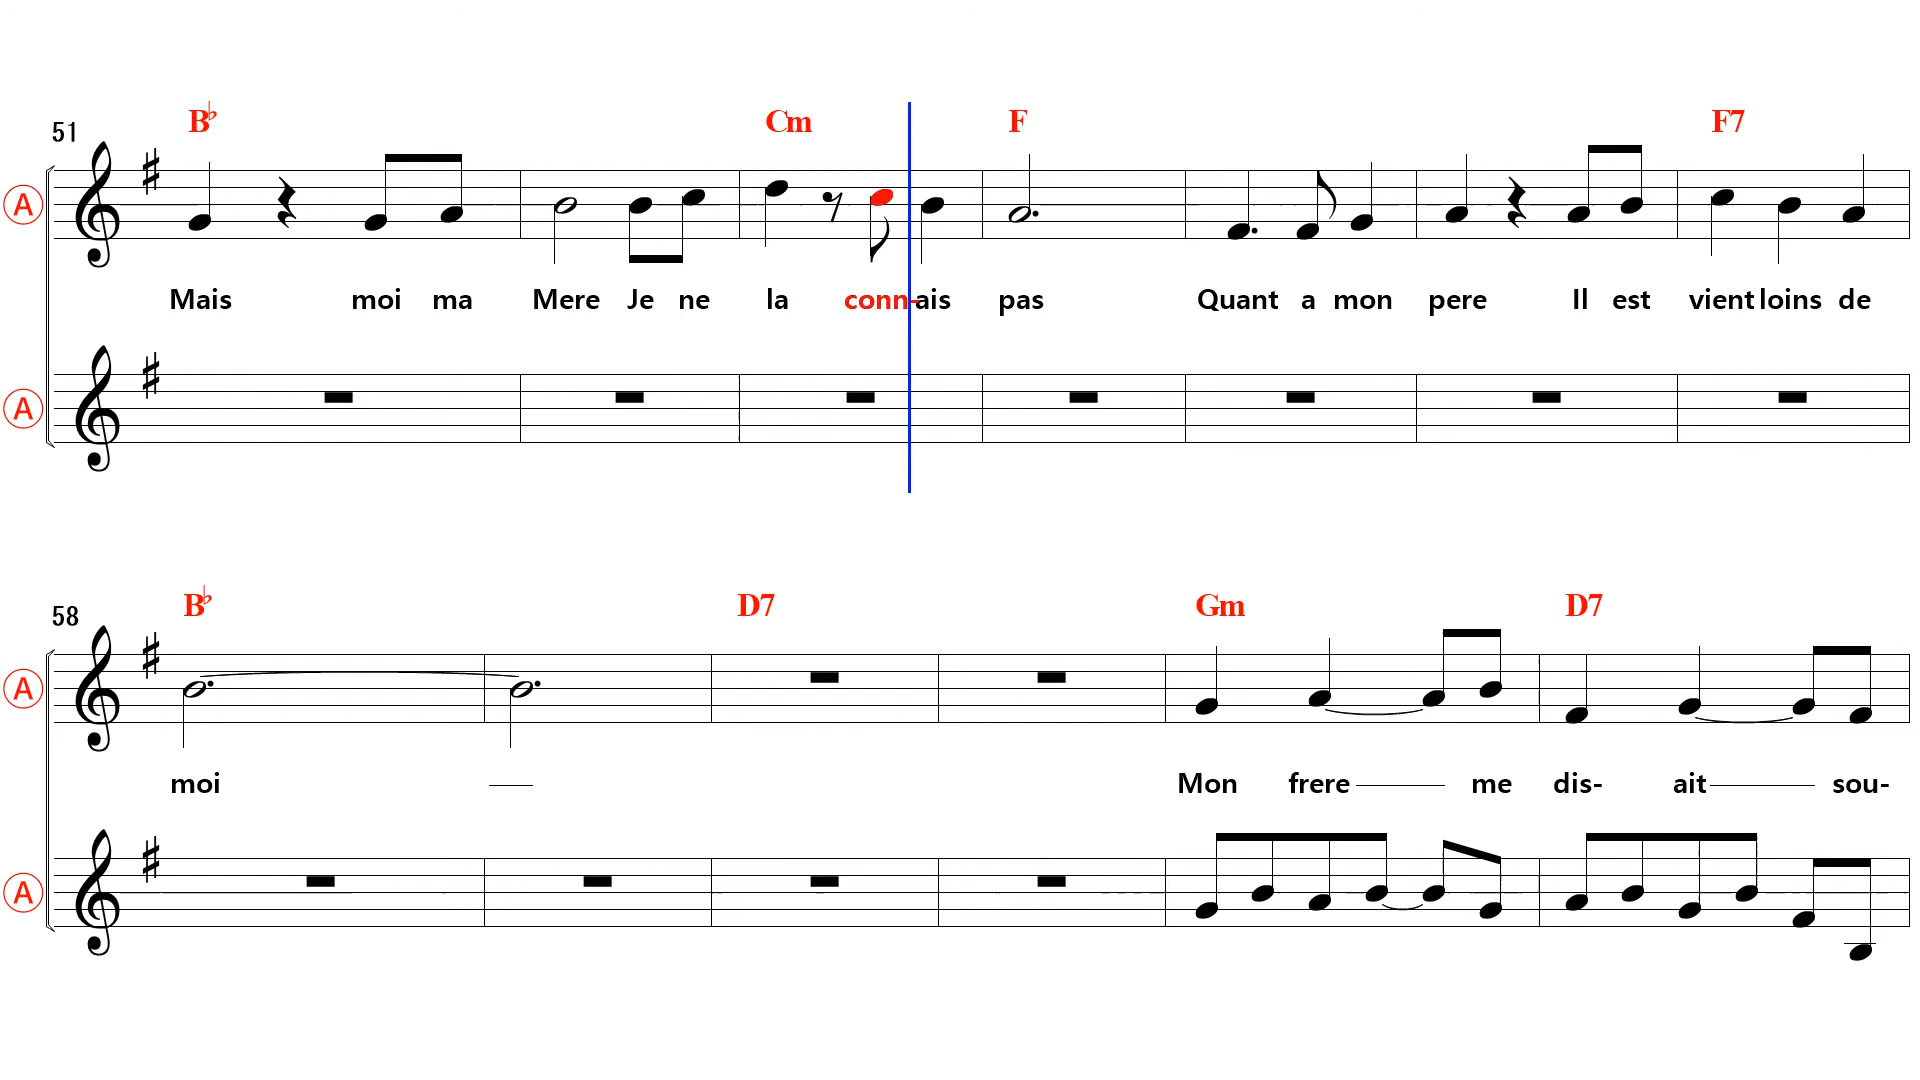 B♭ Cm F F7
51
A
Mais moi ma Mere Je ne la conn-ais pas Quant a mon pere Il est vient loins de
A
B♭ D7 Gm D7
58
A
moi Mon frere me dis- ait sou-
A